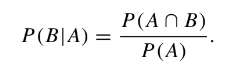 P(B|A) = P(A ∩ B) / P(A).